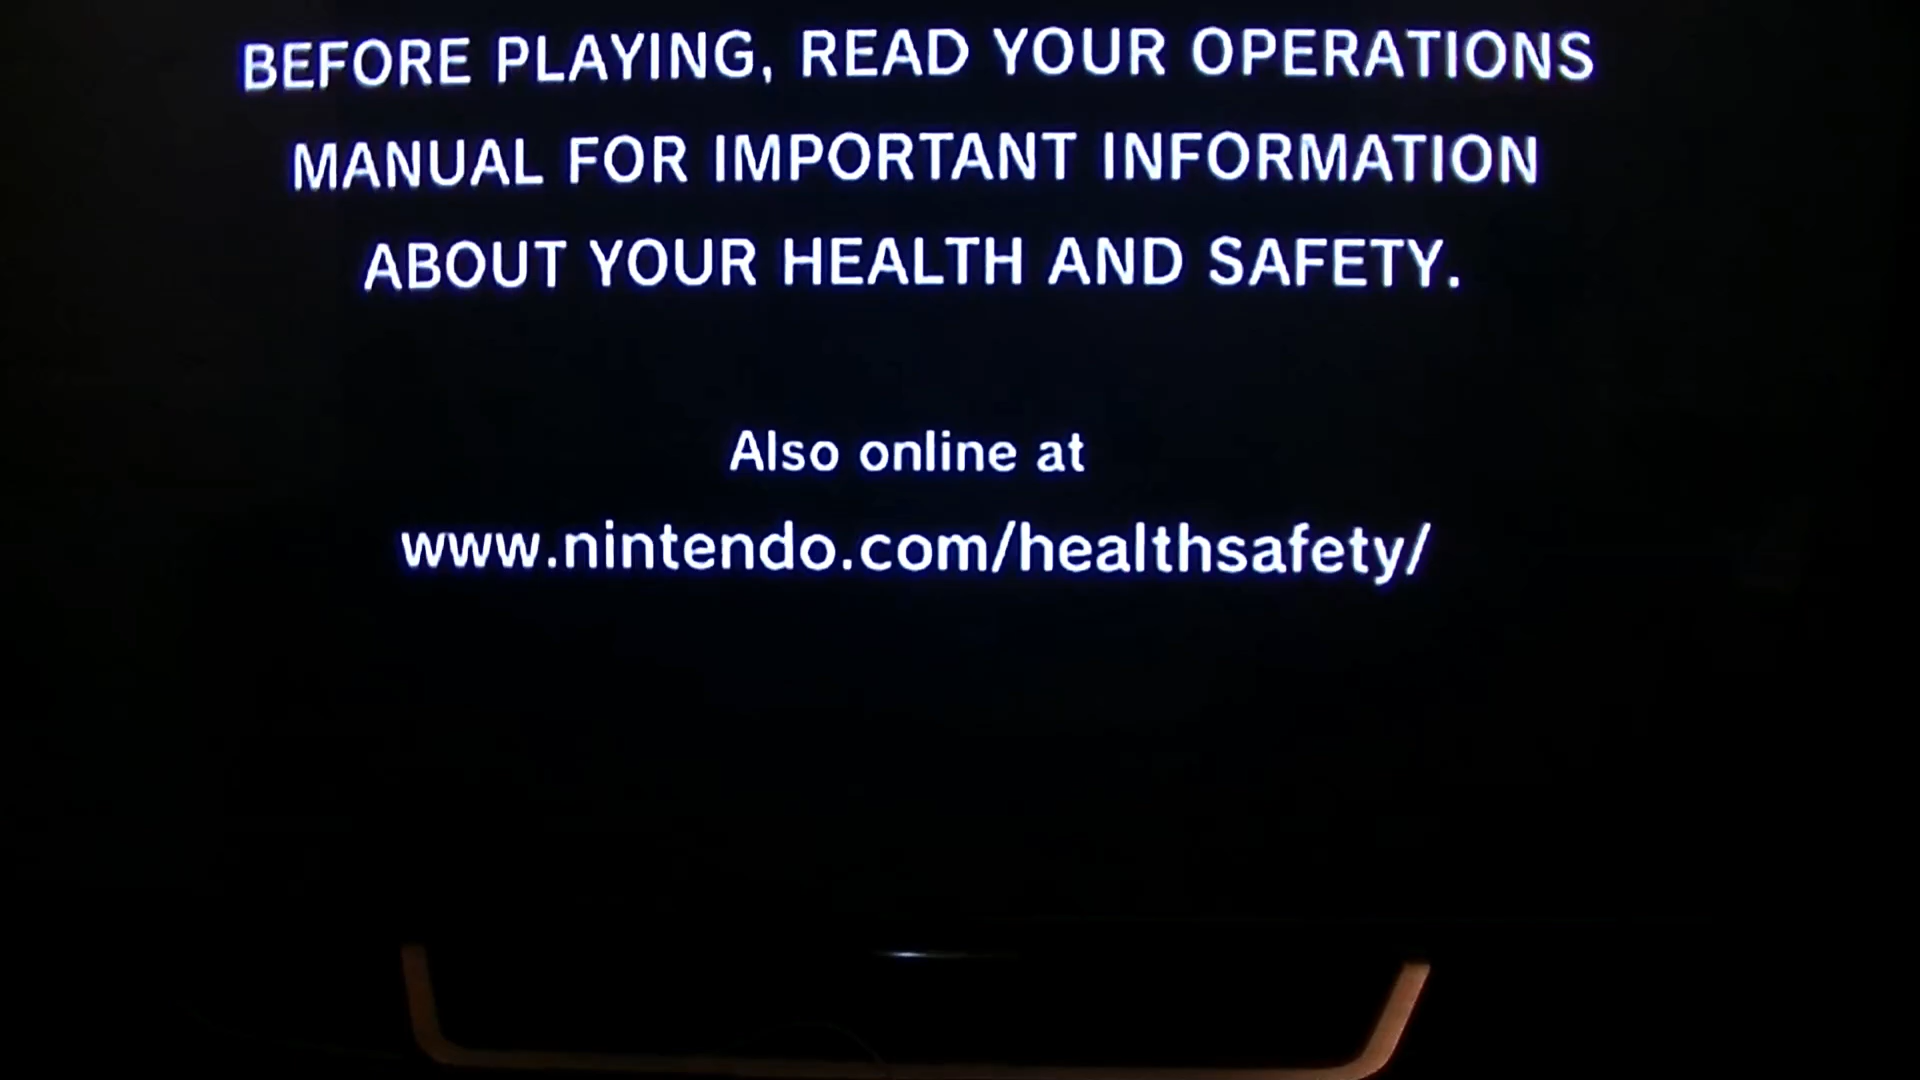 BEFORE PLAYING, READ YOUR OPERATIONS
MANUAL FOR IMPORTANT INFORMATION
ABOUT YOUR HEALTH AND SAFETY.
Also online at
www.nintendo.com/healthsafety/